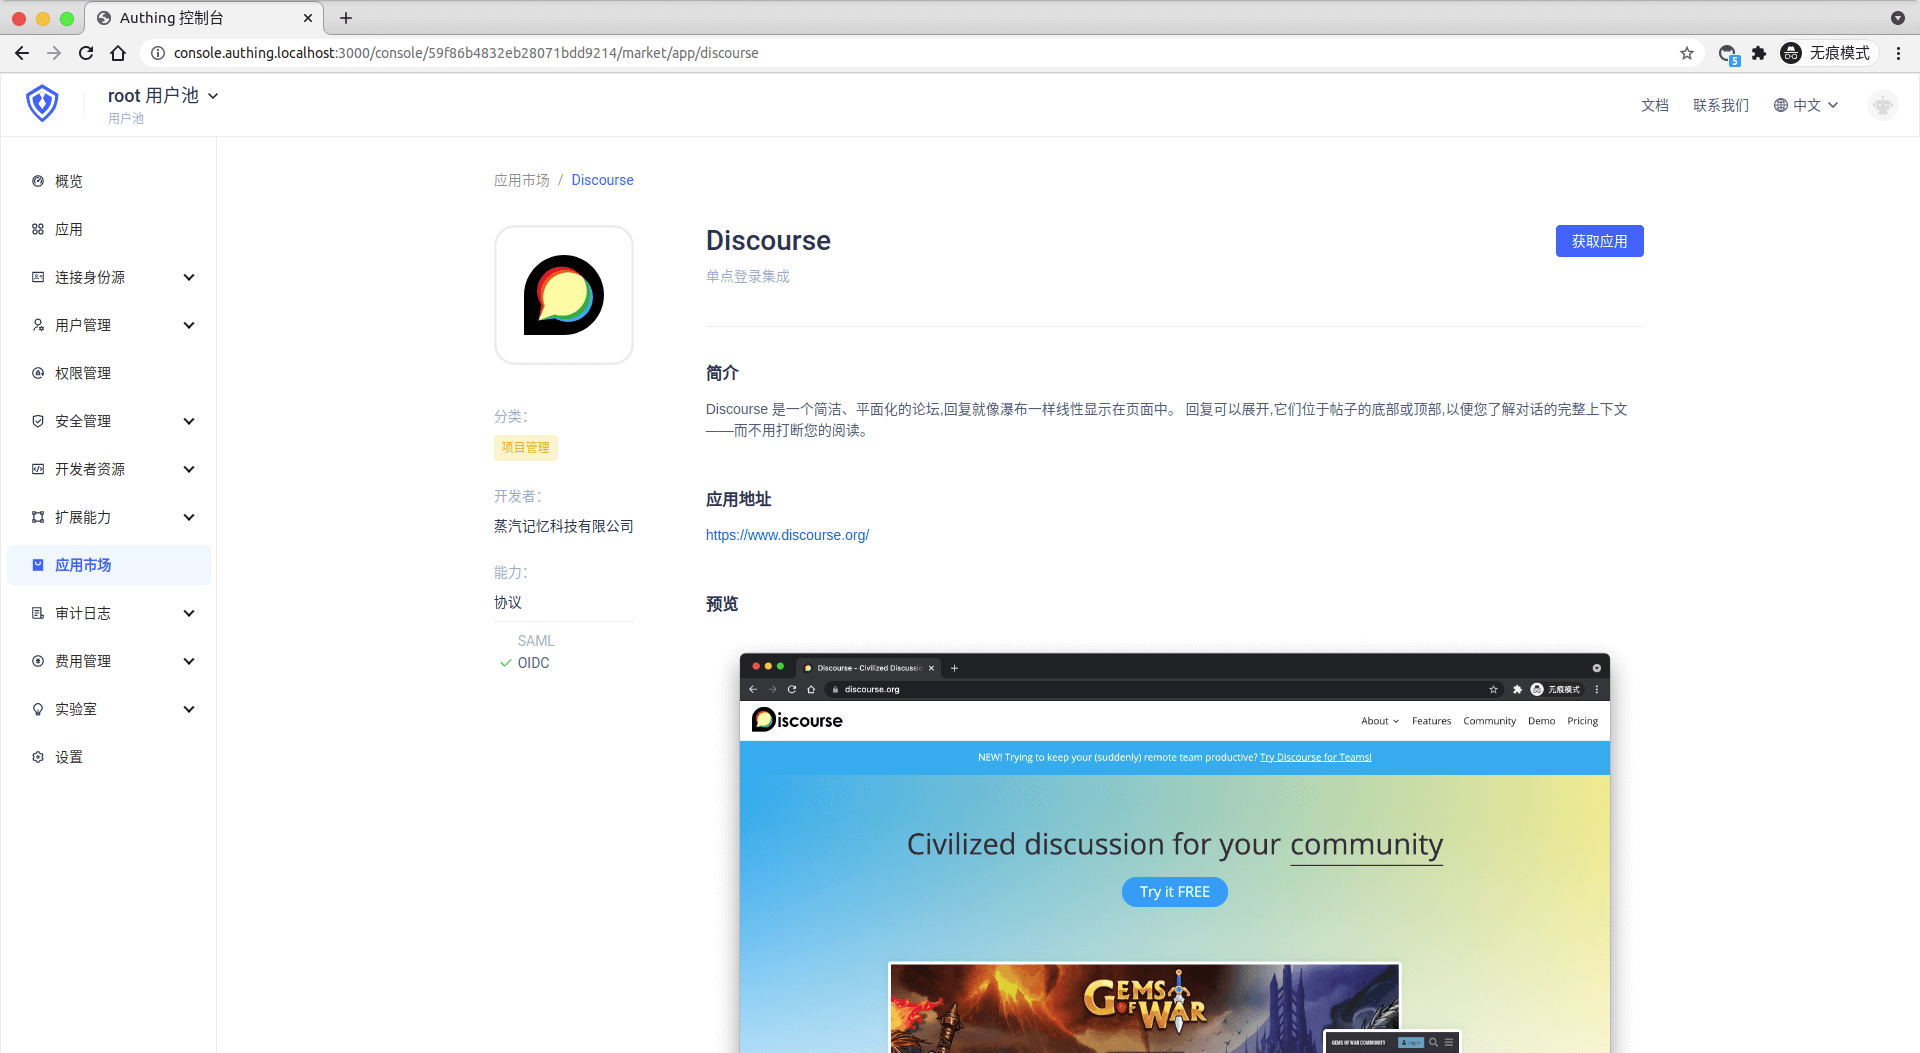 Authing 控制台
console.authing.localhost:3000/console/59f86b4832eb28071bdd9214/market/app/discourse
5
无痕模式
root 用户池
用户池
文档
联系我们
中文
概览
应用
连接身份源
用户管理
权限管理
安全管理
开发者资源
扩展能力
应用市场
审计日志
费用管理
实验室
设置
应用市场 / Discourse
Discourse
获取应用
单点登录集成
分类：
项目管理
开发者：
蒸汽记忆科技有限公司
能力：
协议
SAML
OIDC
简介
Discourse 是一个简洁、平面化的论坛,回复就像瀑布一样线性显示在页面中。 回复可以展开,它们位于帖子的底部或顶部,以便您了解对话的完整上下文
——而不用打断您的阅读。
应用地址
https://www.discourse.org/
预览
Discourse - Civilized Discussio
discourse.org
无痕模式
Discourse
About
Features
Community
Demo
Pricing
NEW! Trying to keep your (suddenly) remote team productive? Try Discourse for Teams!
Civilized discussion for your community
Try it FREE
GEMS OF WAR
GEMS OF WAR COMMUNITY